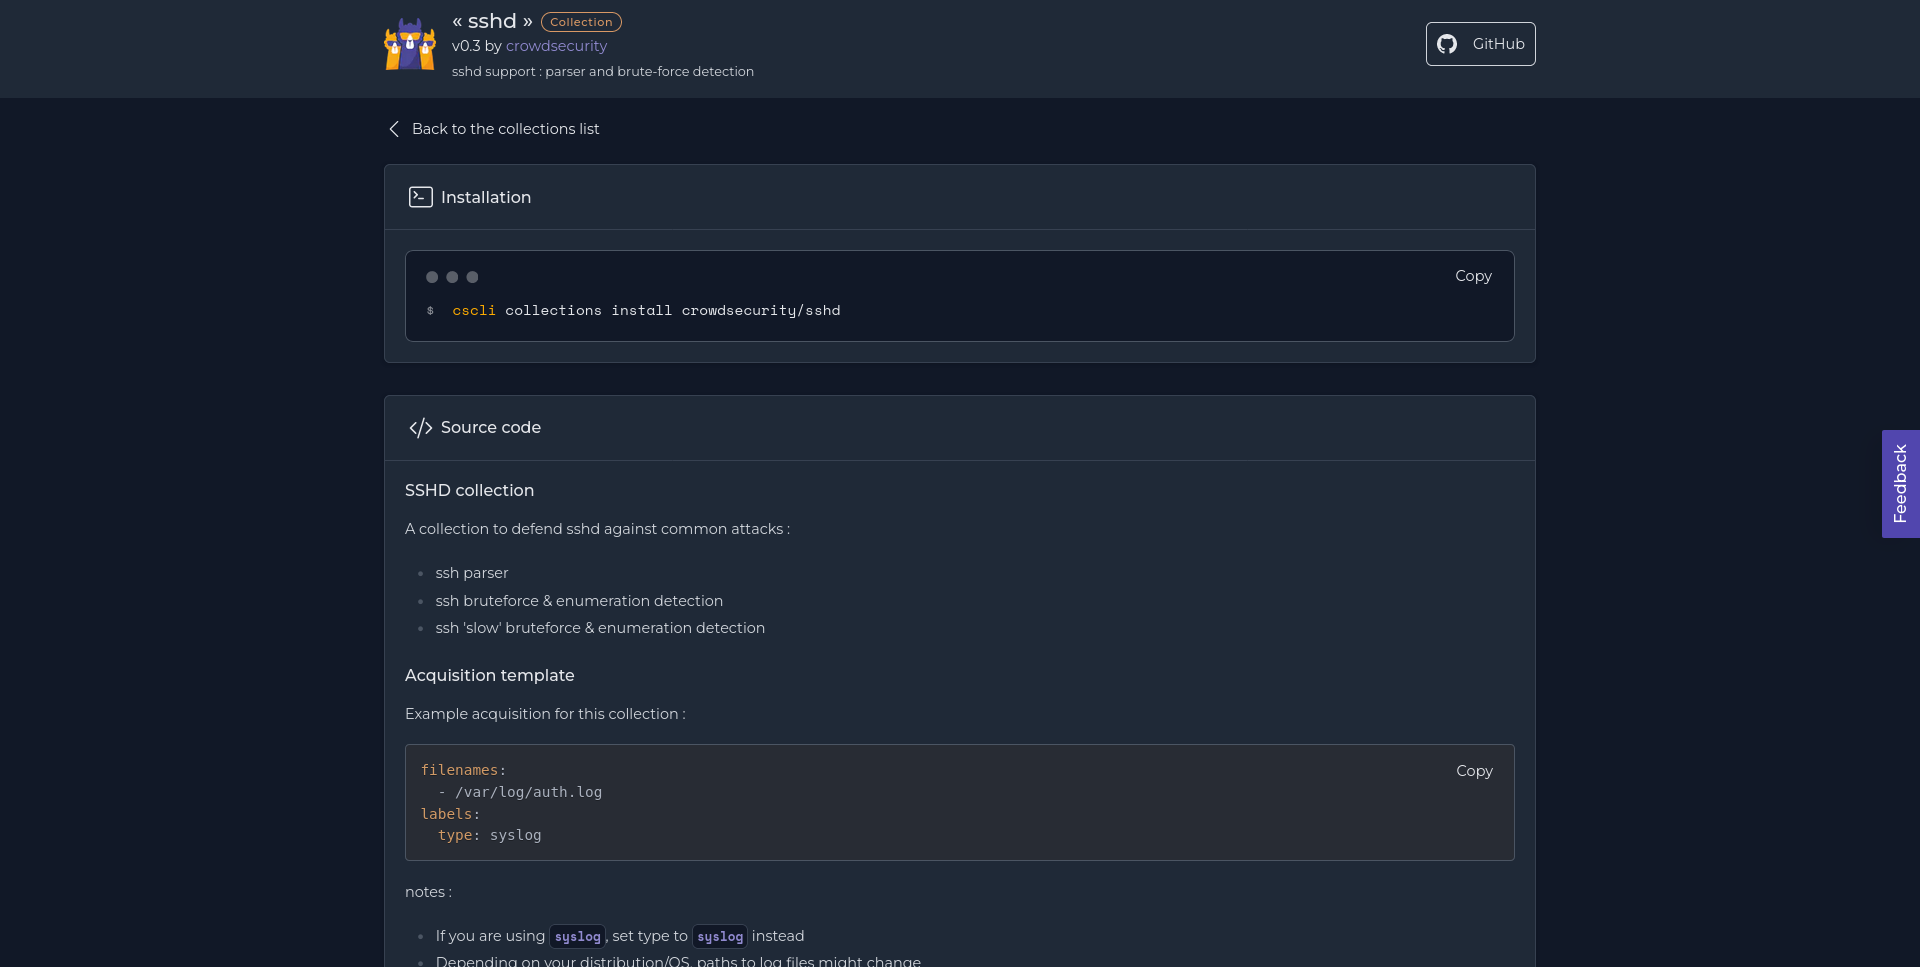 « sshd » Collection
v0.3 by crowdsecurity
sshd support : parser and brute-force detection
GitHub
Back to the collections list
Installation
Copy
$ cscli collections install crowdsecurity/sshd
Source code
SSHD collection
A collection to defend sshd against common attacks :
ssh parser
ssh bruteforce & enumeration detection
ssh 'slow' bruteforce & enumeration detection
Acquisition template
Example acquisition for this collection :
Copy
filenames:
- /var/log/auth.log
labels:
type: syslog
notes :
If you are using syslog, set type to syslog instead
Depending on your distribution/OS, paths to log files might change
Feedback